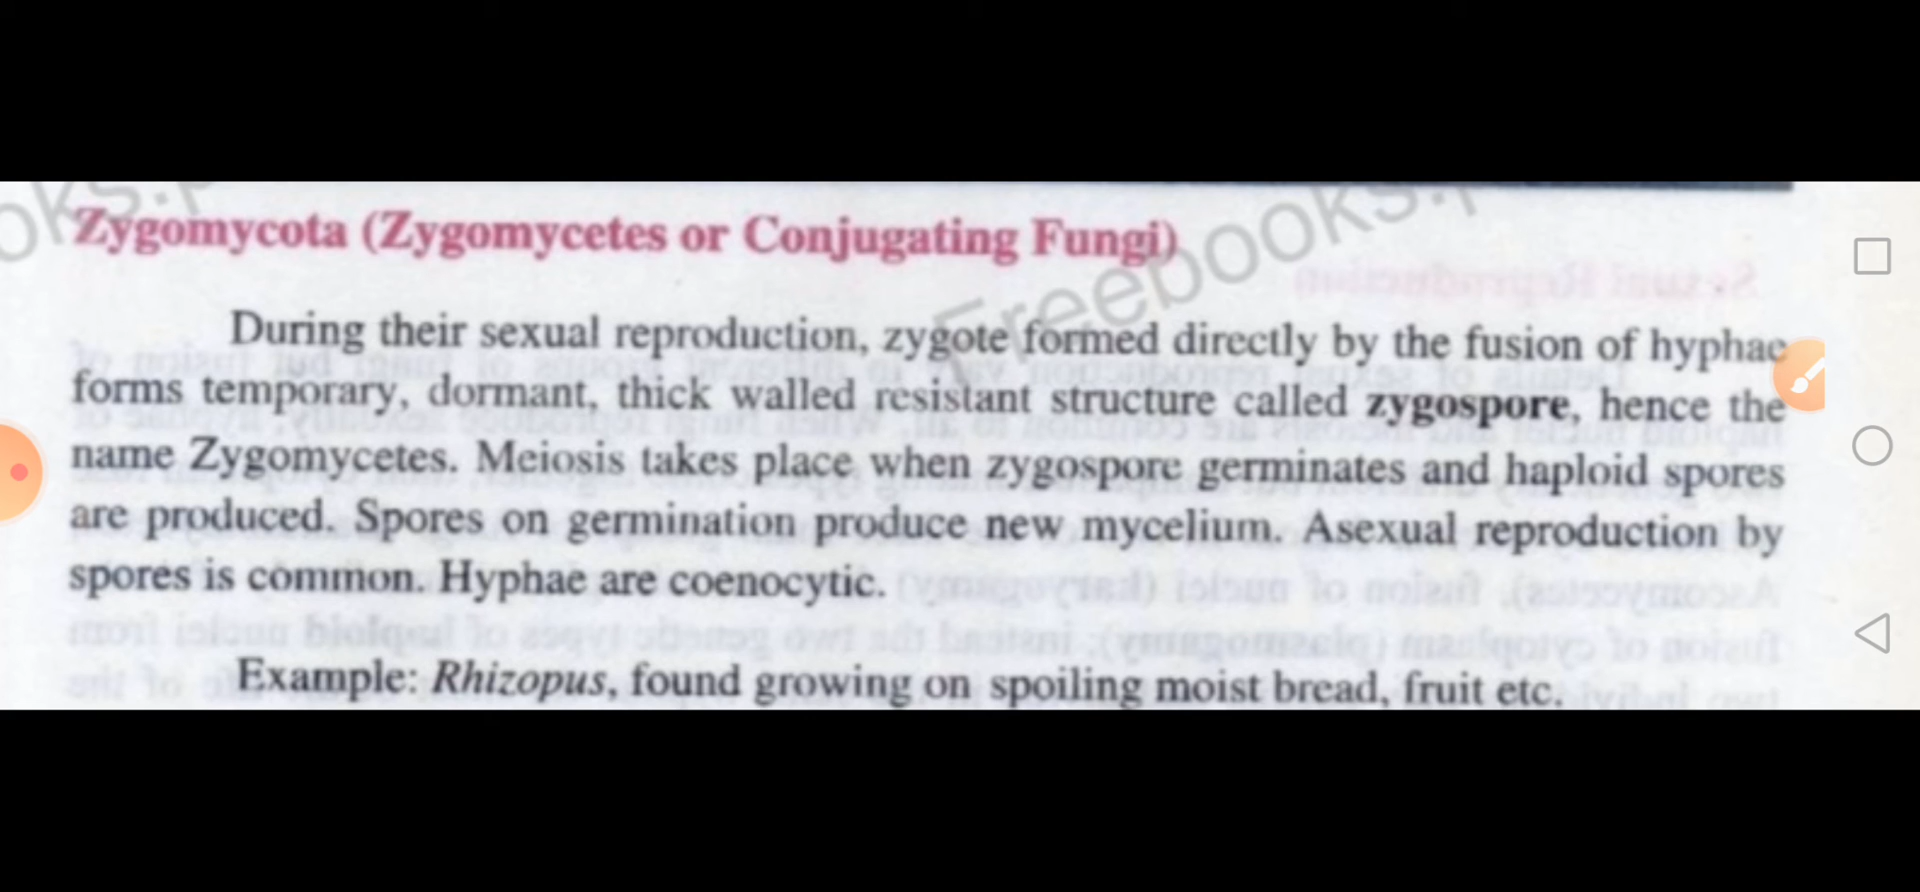 Zygomycota (Zygomycetes or Conjugating Fungi)
During their sexual reproduction, zygote formed directly by the fusion of hyphae
forms temporary, dormant, thick walled resistant structure called zygospore, hence the
name Zygomycetes. Meiosis takes place when zygospore germinates and haploid spores
are produced. Spores on germination produce new mycelium. Asexual reproduction by
spores is common. Hyphae are coenocytic.
Example: Rhizopus, found growing on spoiling moist bread, fruit etc.
Freebooks.